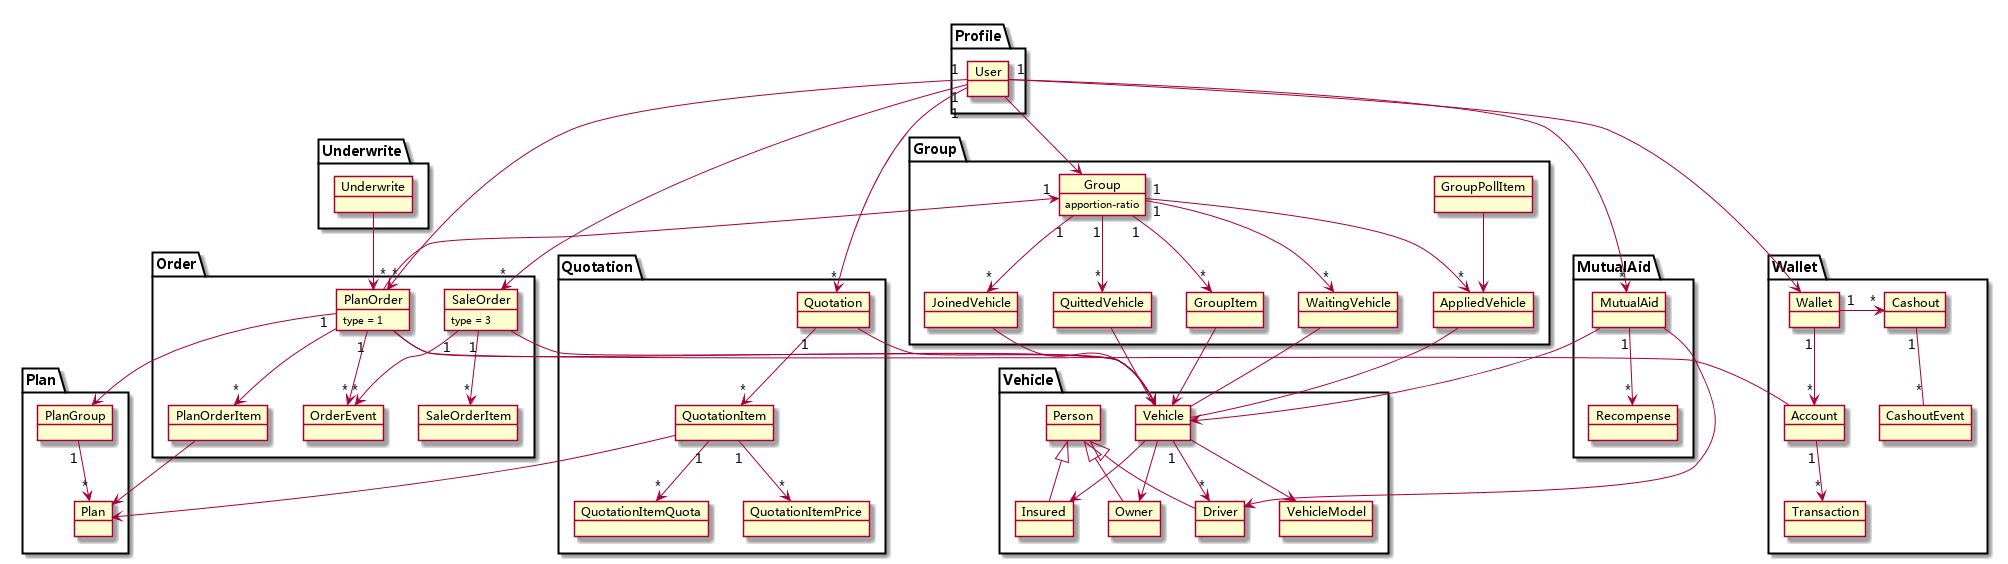 Profile
1
1
User
1
1
Underwrite
Underwrite
Group
Group
apportion-ratio
1
1
1
GroupPollItem
1
1
1
*
*
*
*
*
*
JoinedVehicle
QuittedVehicle
GroupItem
WaitingVehicle
AppliedVehicle
Order
*
*
*
PlanOrder
type = 1
SaleOrder
type = 3
1
1
1
1
*
*
*
*
PlanOrderItem
OrderEvent
SaleOrderItem
Quotation
*
Quotation
1
*
QuotationItem
1
1
*
*
QuotationItemQuota
QuotationItemPrice
MutualAid
*
MutualAid
1
*
Recompense
Wallet
Wallet
1
*
Cashout
1
1
*
*
Account
CashoutEvent
1
*
Transaction
Plan
PlanGroup
1
*
Plan
Vehicle
Person
Vehicle
1
*
Insured
Owner
Driver
VehicleModel